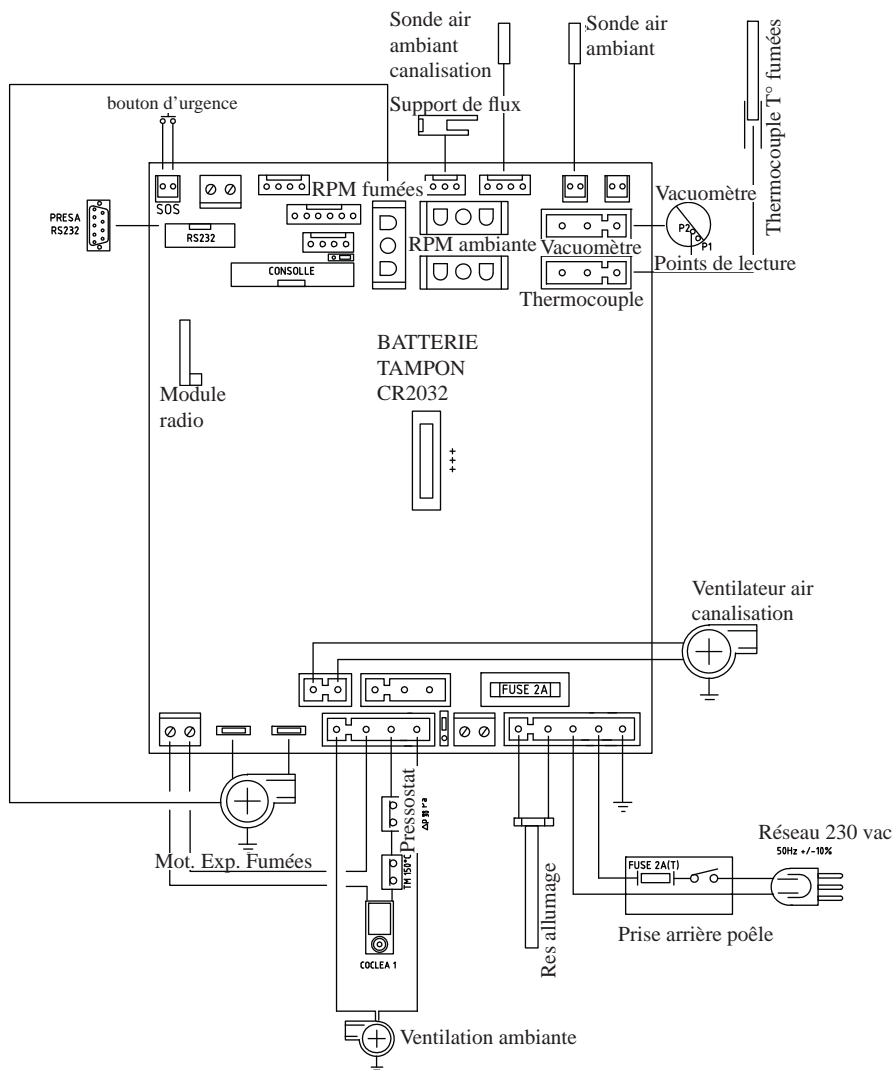 Sonde air
ambiant
canalisation
Sonde air
ambiant
Thermocouple T° fumées
bouton d'urgence
Support de flux
SOS
RPM fumées
Vacuomètre
PRESA
RS232
RS232
P2
P1
RPM ambiante
Vacuomètre
CONSOLLE
Points de lecture
Thermocouple
BATTERIE
TAMPON
CR2032
+++
Module
radio
Ventilateur air
canalisation
FUSE 2A
Pressostat
Mot. Exp. Fumées
TM 150°C
COCLEA 1
Res allumage
Réseau 230 vac
50Hz +/-10%
FUSE 2A(T)
Prise arrière poêle
Ventilation ambiante